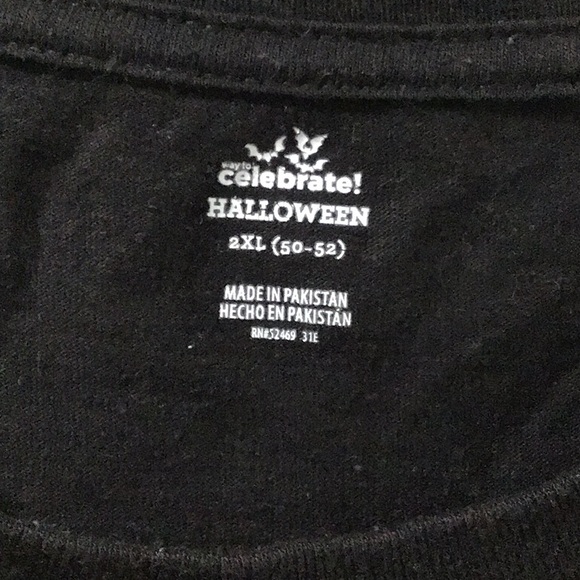 way to
celebrate!
HALLOWEEN
2XL (50-52)
MADE IN PAKISTAN
HECHO EN PAKISTÁN
RN#52469 31E